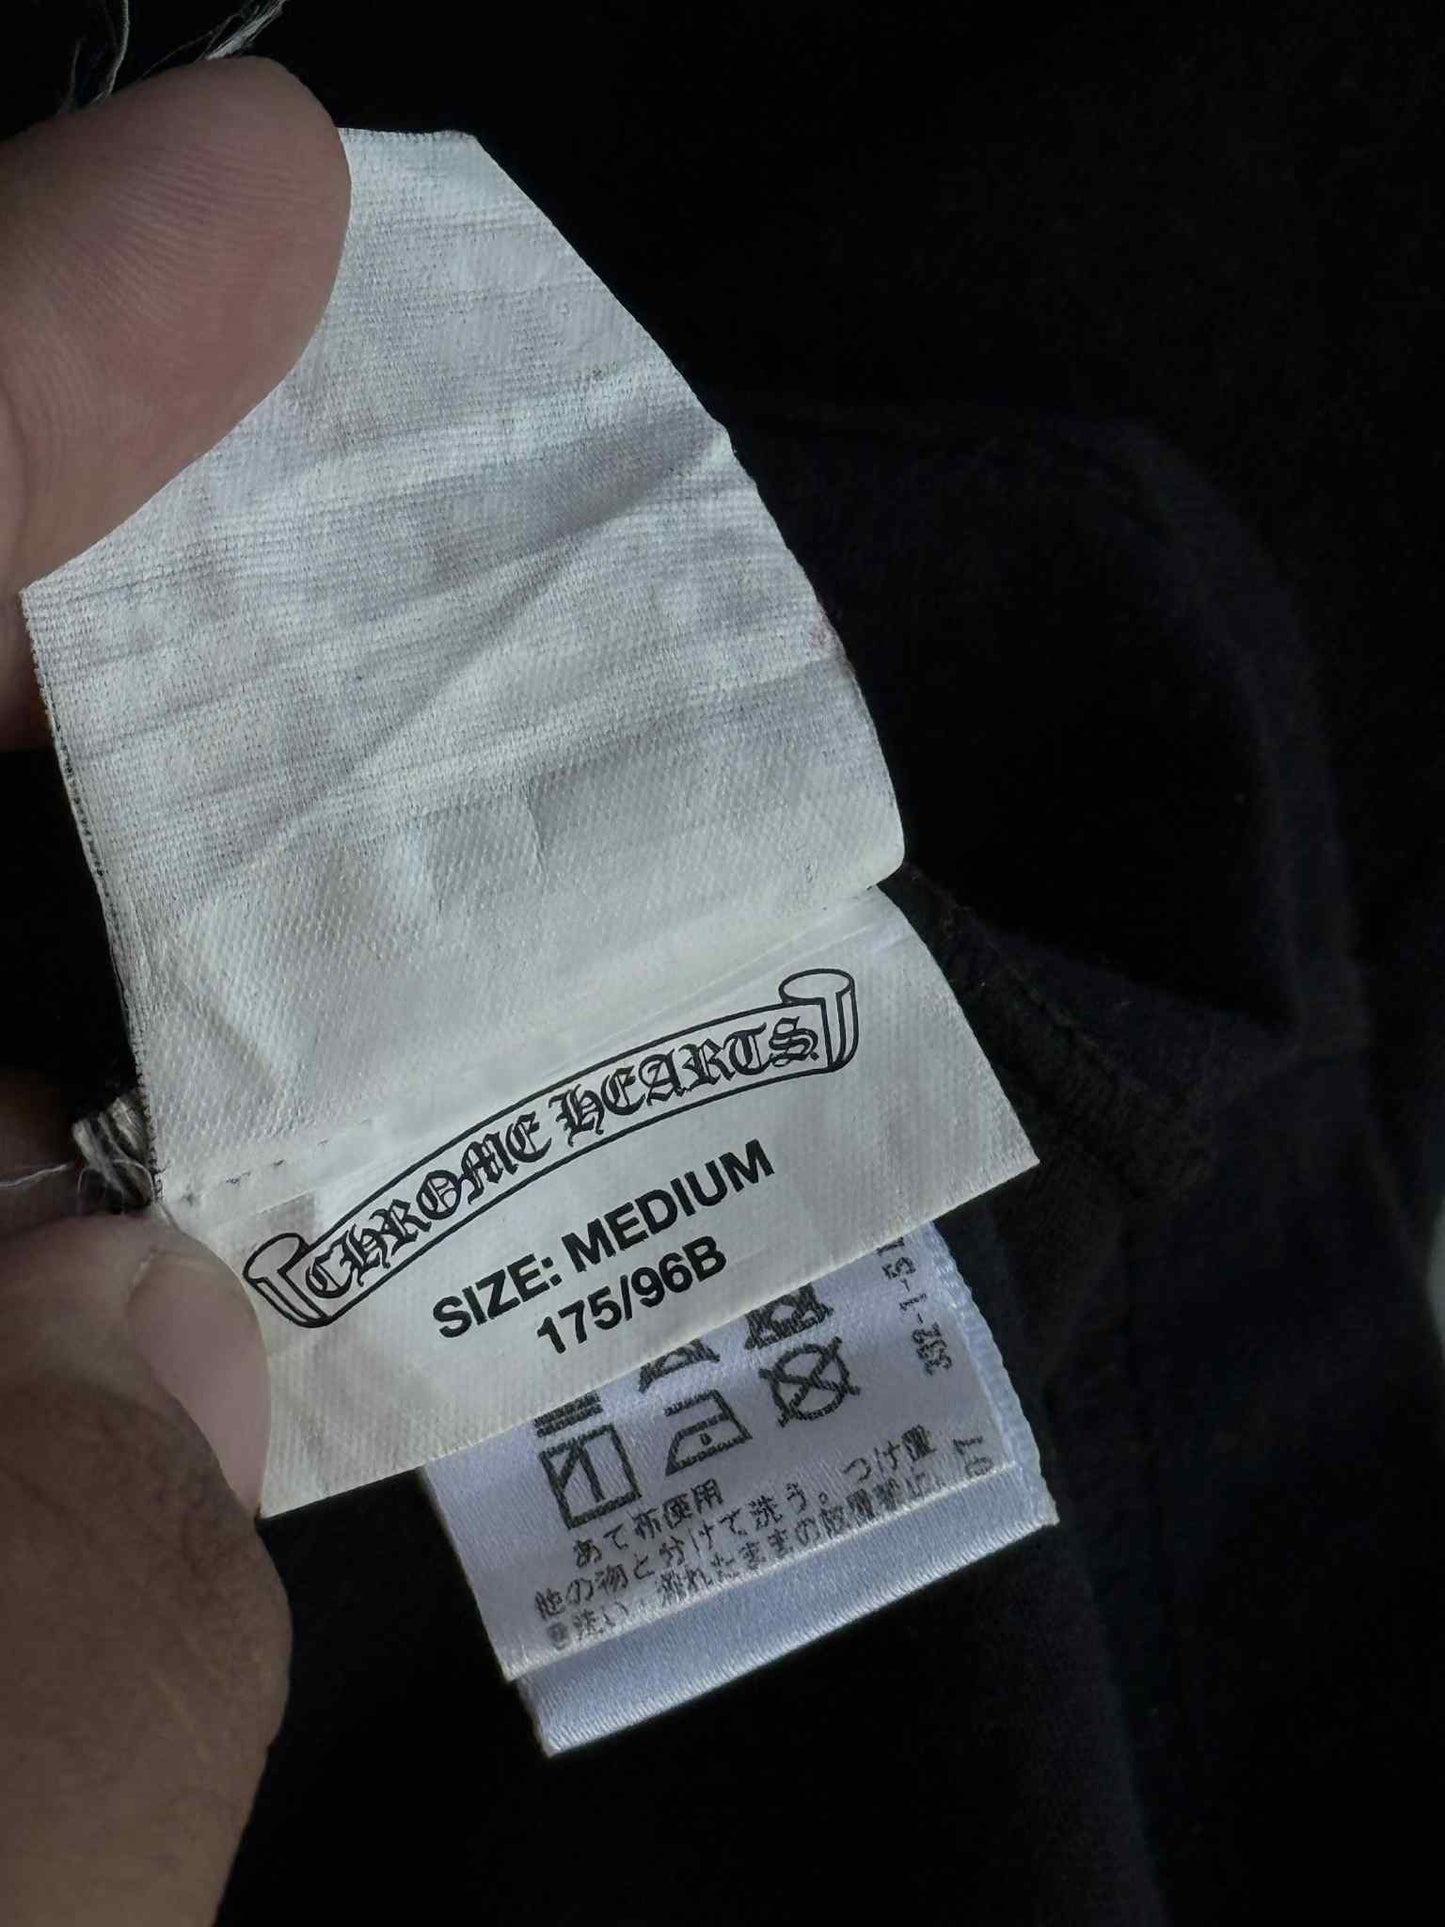 CHROME HEARTS
SIZE: MEDIUM
175/96B
あて布使用
他の物と分けて洗う。つけ置
07